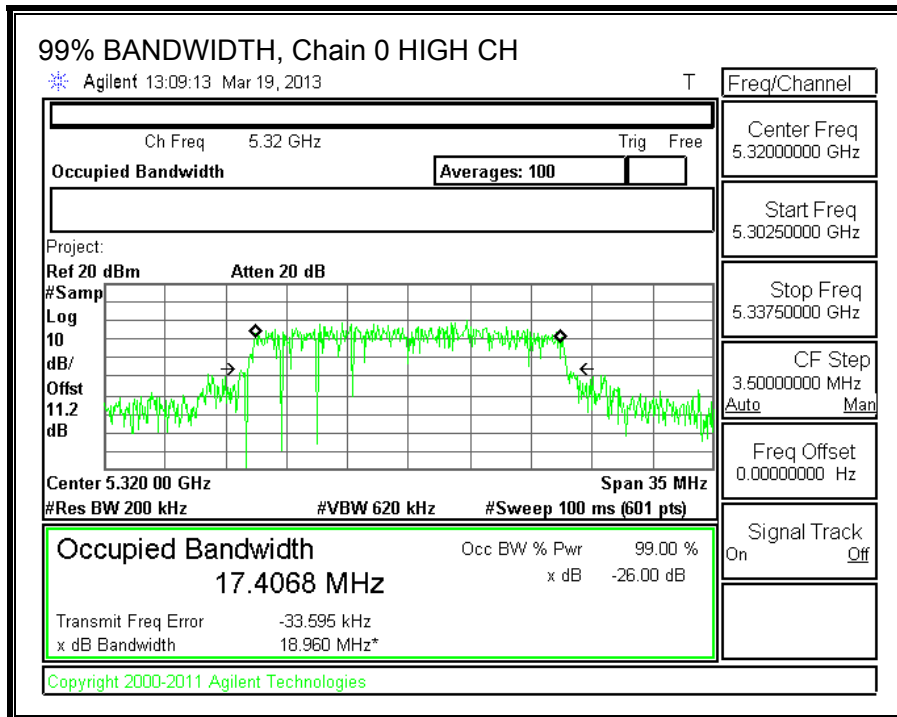 99% BANDWIDTH, Chain 0 HIGH CH
Agilent 13:09:13 Mar 19, 2013 T
Freq/Channel
Ch Freq 5.32 GHz Trig Free
Occupied Bandwidth Averages: 100
Center Freq
5.32000000 GHz
Start Freq
5.30250000 GHz
Stop Freq
5.33750000 GHz
CF Step
3.50000000 MHz
Auto Man
Freq Offset
0.00000000 Hz
Signal Track
On Off
Project:
Ref 20 dBm Atten 20 dB
#Samp
Log
10
dB/
Offst
11.2
dB
Center 5.320 00 GHz Span 35 MHz
#Res BW 200 kHz #VBW 620 kHz #Sweep 100 ms (601 pts)
Occupied Bandwidth Occ BW % Pwr 99.00 %
17.4068 MHz x dB -26.00 dB
Transmit Freq Error -33.595 kHz
x dB Bandwidth 18.960 MHz*
Copyright 2000-2011 Agilent Technologies